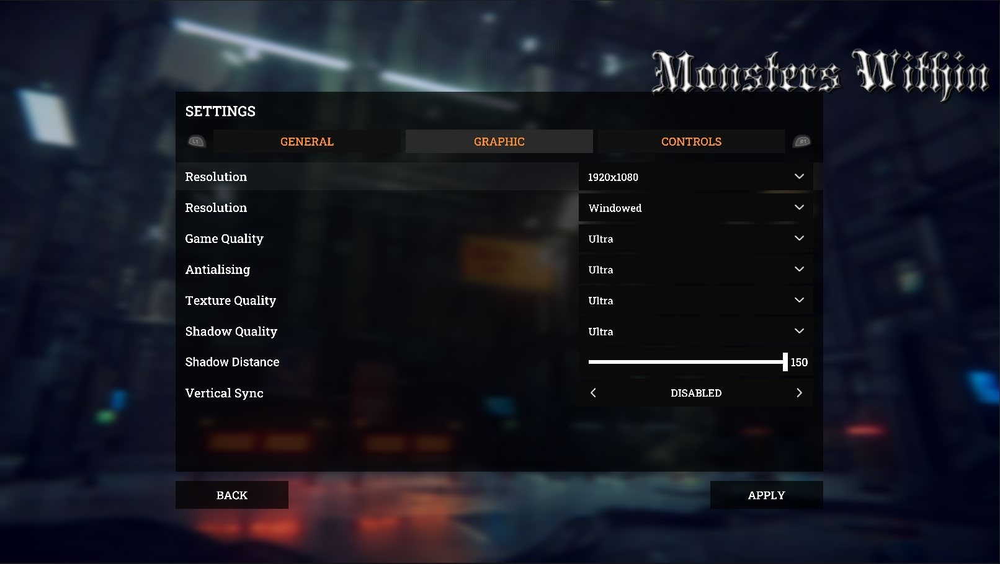 Monsters Within
SETTINGS
L1 GENERAL GRAPHIC CONTROLS R1
Resolution 1920x1080
Resolution Windowed
Game Quality Ultra
Antialising Ultra
Texture Quality Ultra
Shadow Quality Ultra
Shadow Distance 150
Vertical Sync DISABLED
BACK APPLY